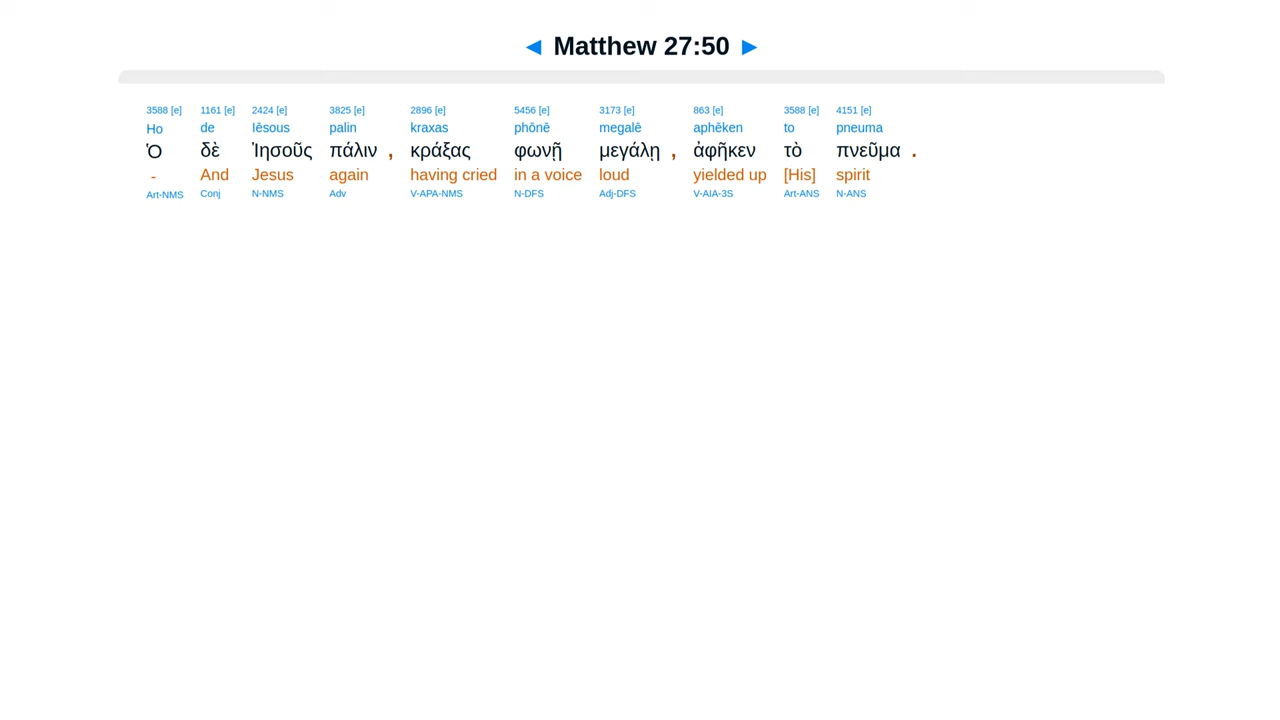 ◄ Matthew 27:50 ►
3588 [e] 1161 [e] 2424 [e] 3825 [e] 2896 [e] 5456 [e] 3173 [e] 863 [e] 3588 [e] 4151 [e]
Ho de Iēsous palin kraxas phōnē megalē aphēken to pneuma
Ὁ δὲ Ἰησοῦς πάλιν , κράξας φωνῇ μεγάλῃ , ἀφῆκεν τὸ πνεῦμα .
- And Jesus again having cried in a voice loud yielded up [His] spirit
Art-NMS Conj N-NMS Adv V-APA-NMS N-DFS Adj-DFS V-AIA-3S Art-ANS N-ANS